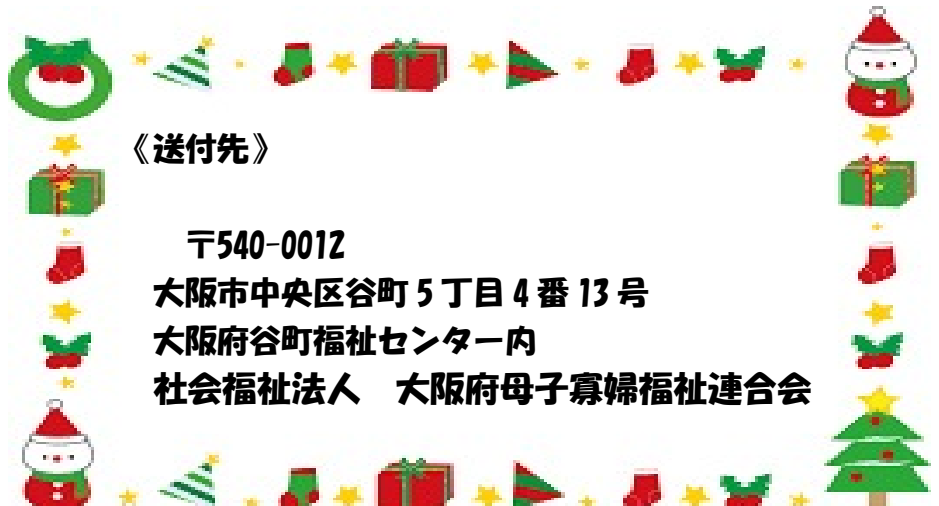 《送付先》
〒540-0012
大阪市中央区谷町5丁目4番13号
大阪府谷町福祉センター内
社会福祉法人　大阪府母子寡婦福祉連合会